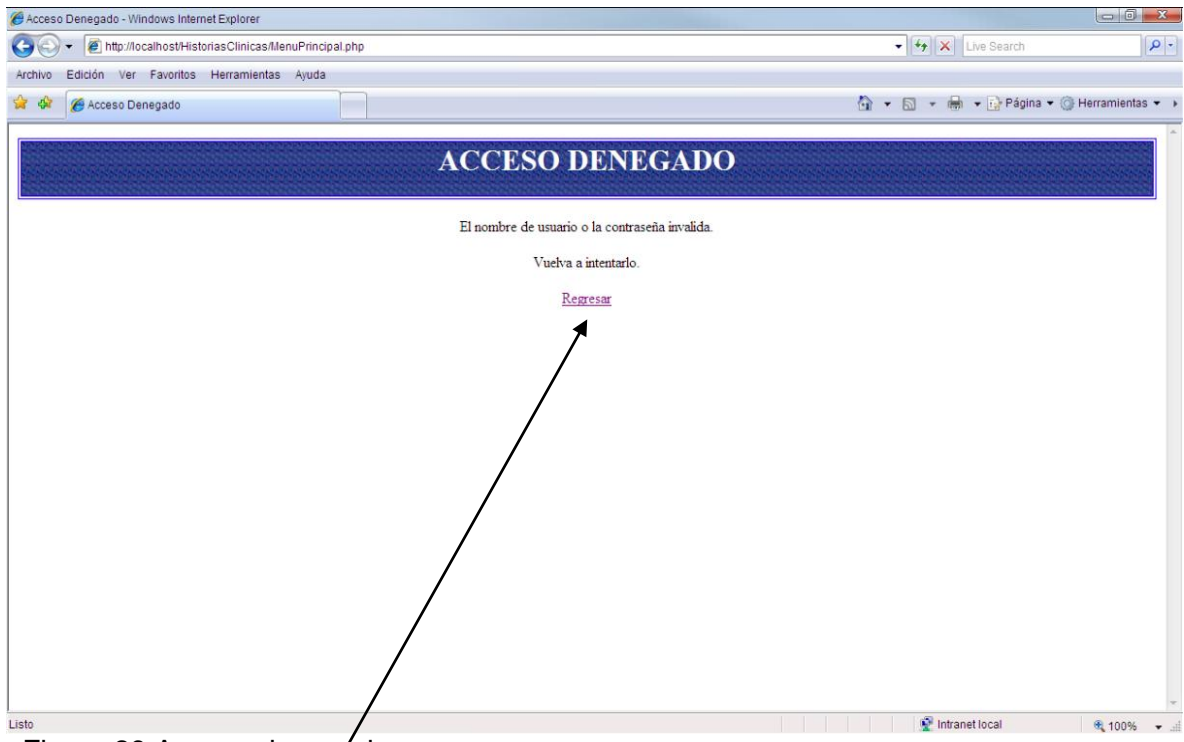 Acceso Denegado - Windows Internet Explorer
http://localhost/HistoriasClinicas/MenuPrincipal.php
Live Search
Archivo Edición Ver Favoritos Herramientas Ayuda
Acceso Denegado
Página Herramientas
ACCESO DENEGADO
El nombre de usuario o la contraseña invalida.
Vuelva a intentarlo.
Regresar
Listo
Intranet local
100%